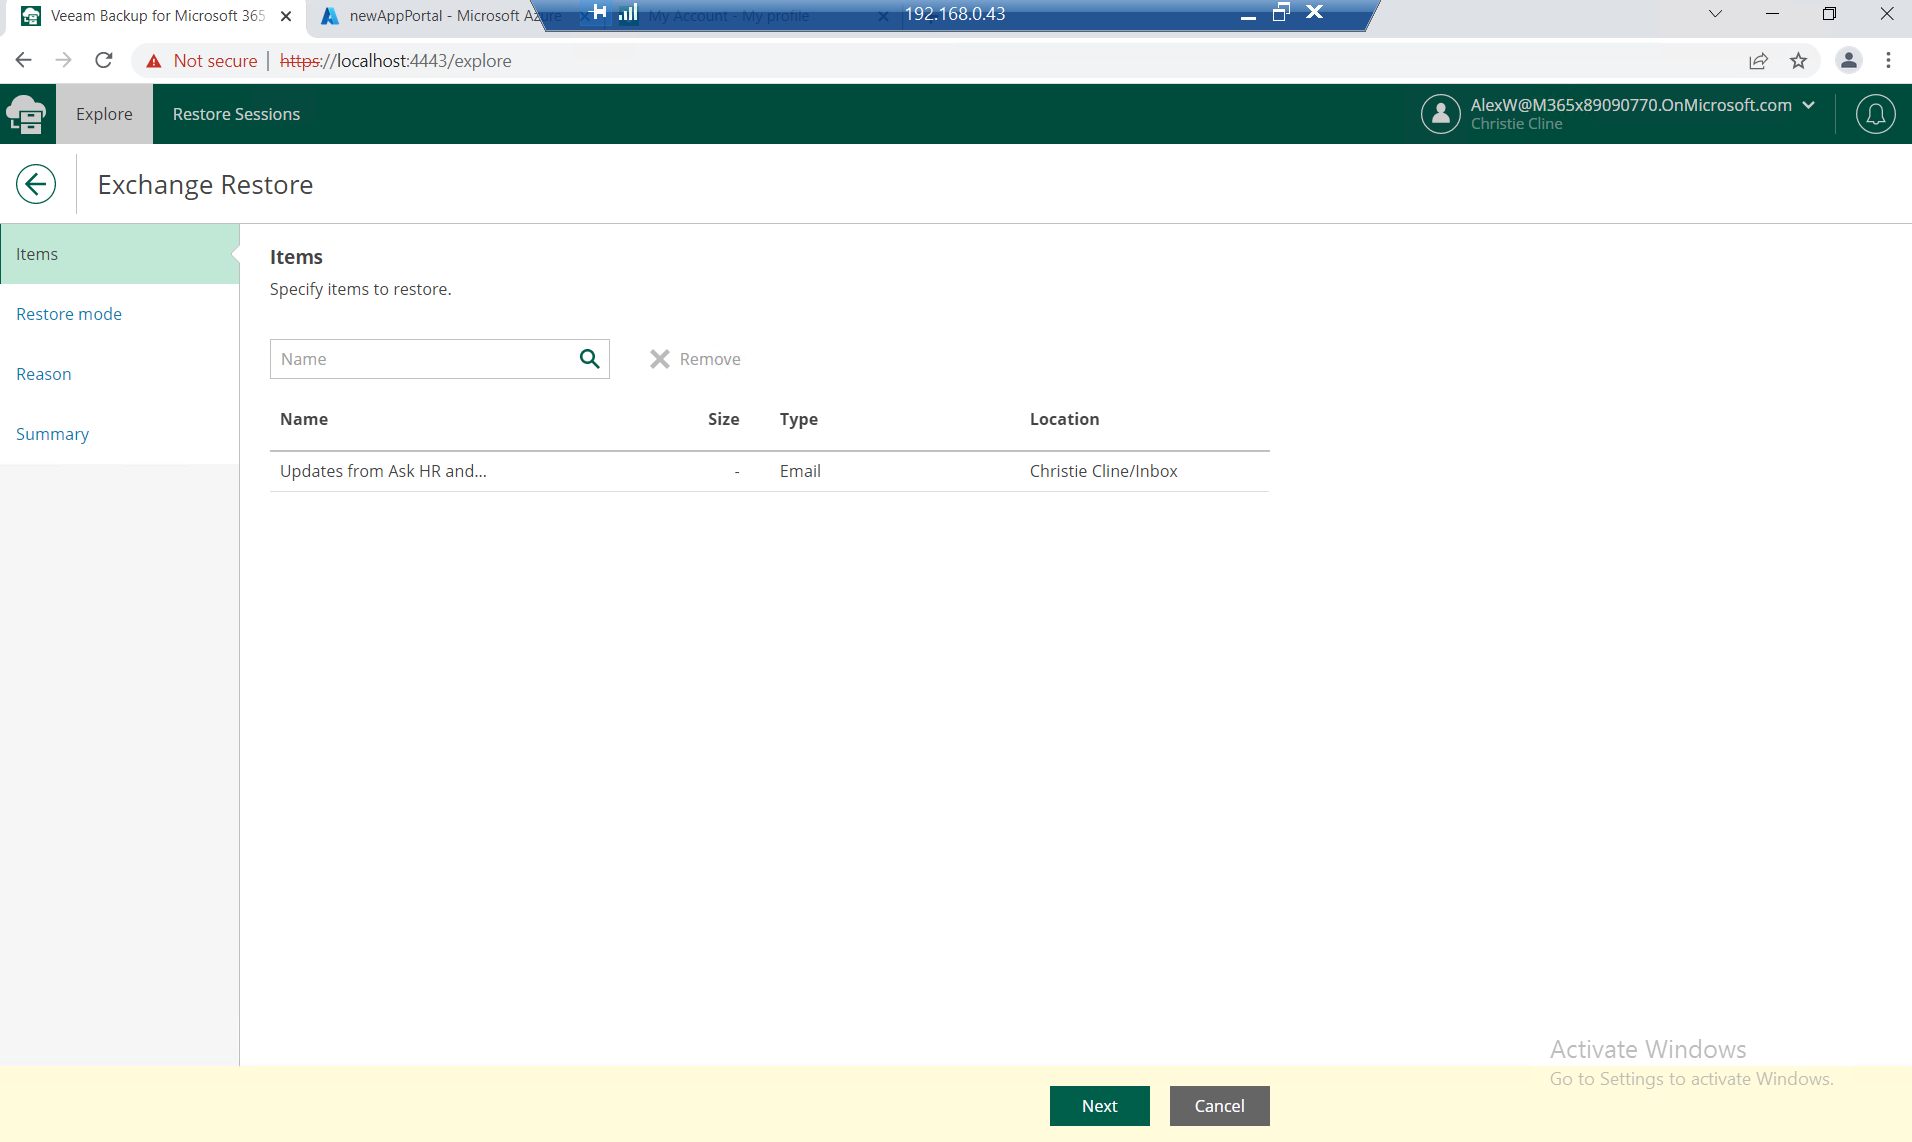 Veeam Backup for Microsoft 365
newAppPortal - Microsoft Azure
My Account - My profile
192.168.0.43
Not secure | https://localhost:4443/explore
Explore
Restore Sessions
AlexW@M365x89090770.OnMicrosoft.com
Christie Cline
Exchange Restore
Items
Restore mode
Reason
Summary
Items
Specify items to restore.
Name
Remove
Name Size Type Location
Updates from Ask HR and... - Email Christie Cline/Inbox
Activate Windows
Go to Settings to activate Windows.
Next
Cancel